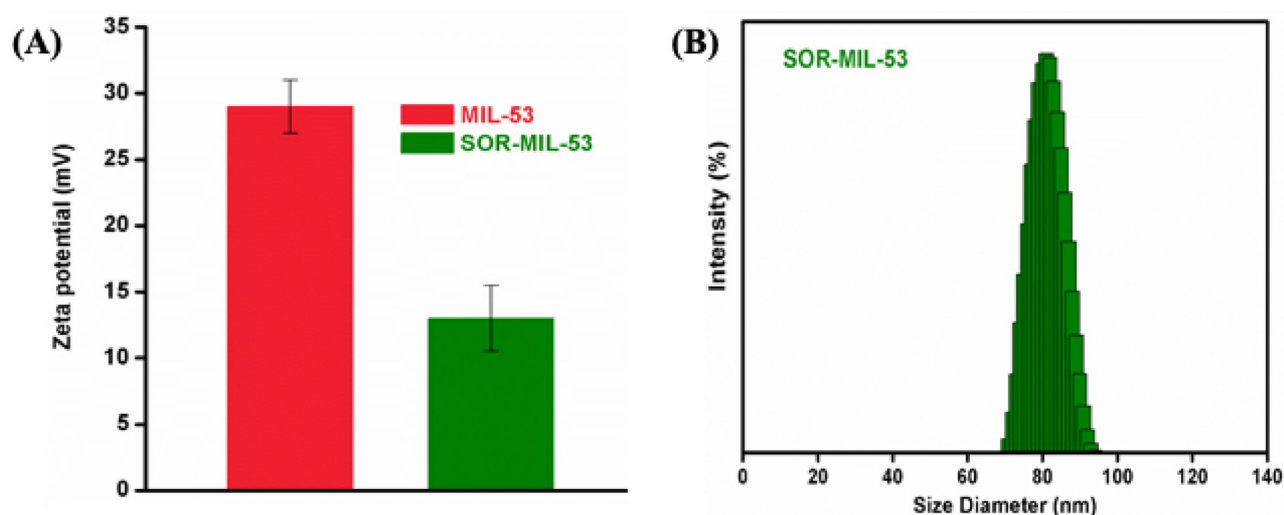 (A)
Zeta potential (mV)
35
30
25
20
15
10
5
0
MIL-53
SOR-MIL-53
(B)
SOR-MIL-53
Intensity (%)
0 20 40 60 80 100 120 140
Size Diameter (nm)